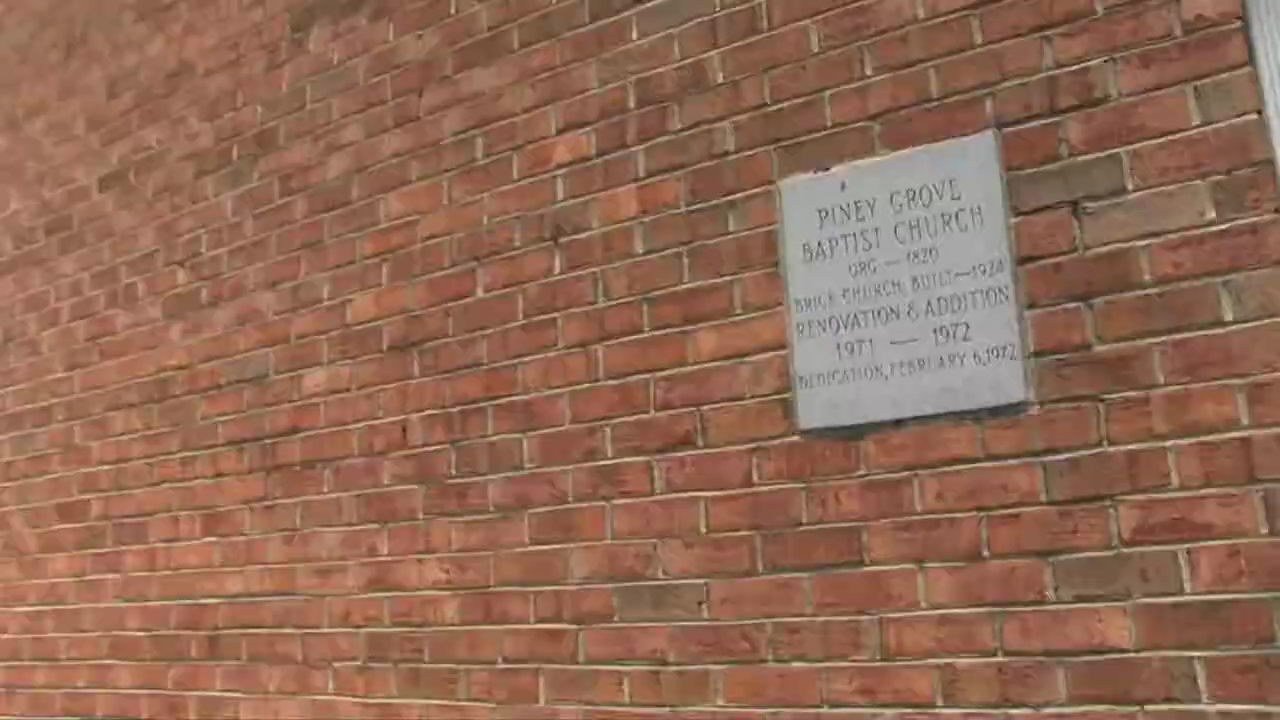 PINEY GROVE
BAPTIST CHURCH
ORG — 1820
BRICK CHURCH BUILT — 1924
RENOVATION & ADDITION
1971 — 1972
DEDICATION, FEBRUARY 6, 1972